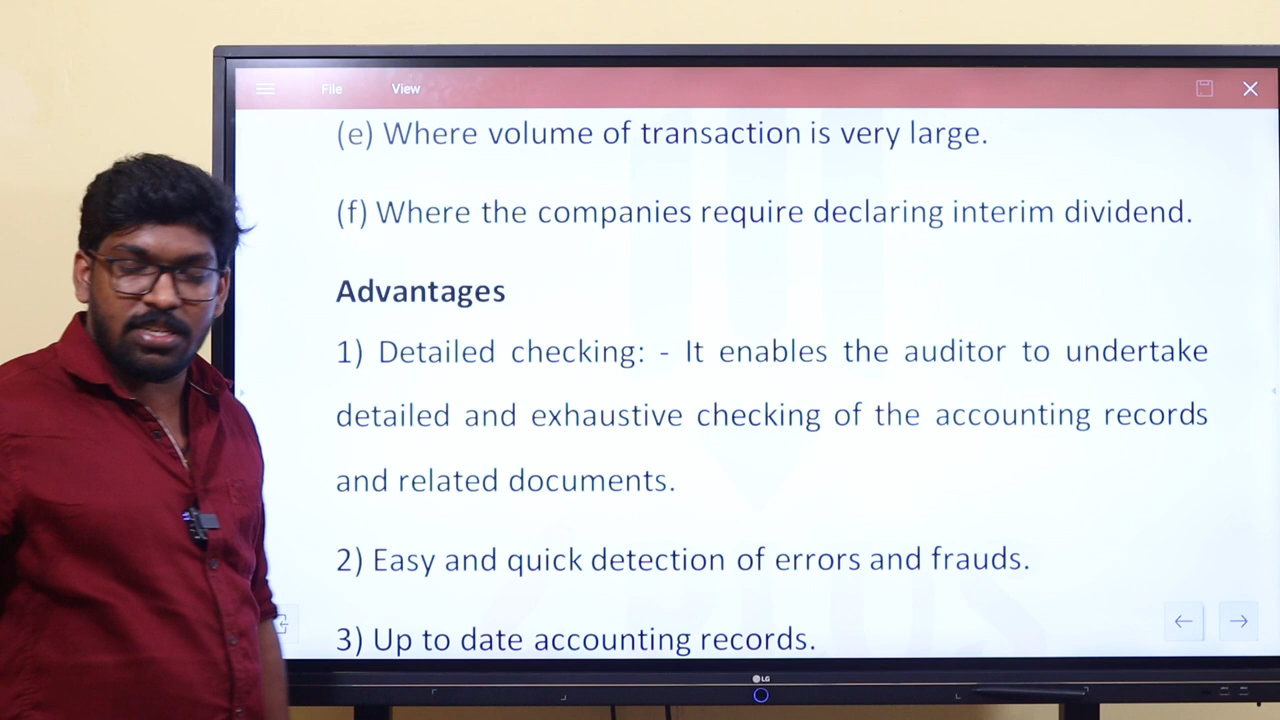 File View
(e) Where volume of transaction is very large.
(f) Where the companies require declaring interim dividend.
Advantages
1) Detailed checking: - It enables the auditor to undertake
detailed and exhaustive checking of the accounting records
and related documents.
2) Easy and quick detection of errors and frauds.
3) Up to date accounting records.
LG